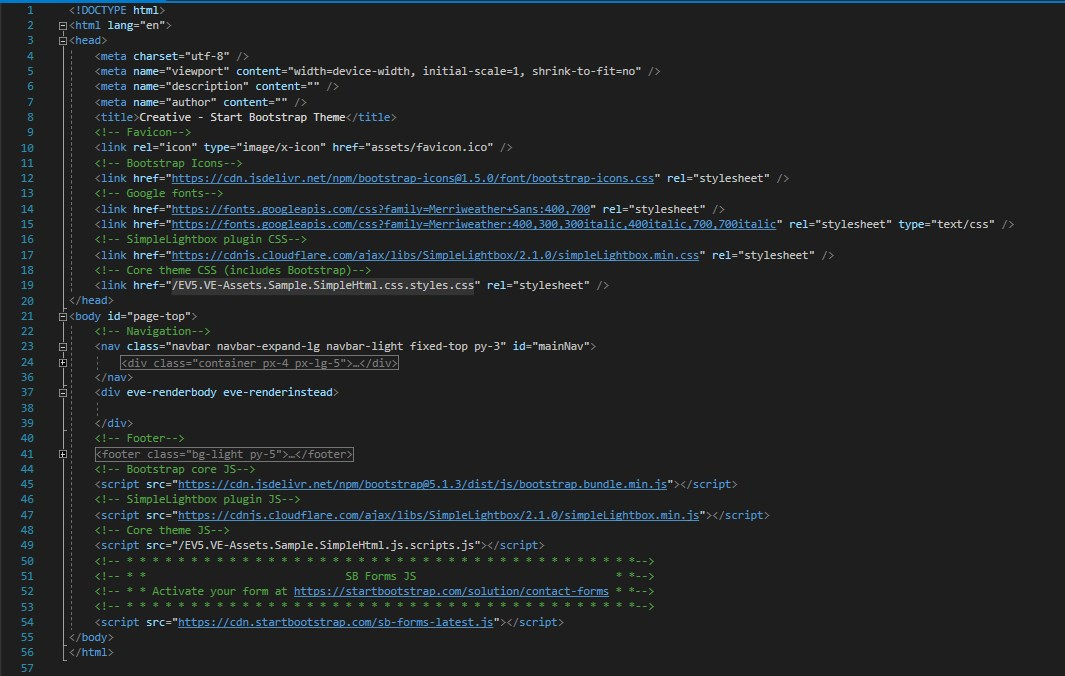 1 <!DOCTYPE html>
2 <html lang="en">
3 <head>
4 <meta charset="utf-8" />
5 <meta name="viewport" content="width=device-width, initial-scale=1, shrink-to-fit=no" />
6 <meta name="description" content="" />
7 <meta name="author" content="" />
8 <title>Creative - Start Bootstrap Theme</title>
9 <!-- Favicon-->
10 <link rel="icon" type="image/x-icon" href="assets/favicon.ico" />
11 <!-- Bootstrap Icons-->
12 <link href="https://cdn.jsdelivr.net/npm/bootstrap-icons@1.5.0/font/bootstrap-icons.css" rel="stylesheet" />
13 <!-- Google fonts-->
14 <link href="https://fonts.googleapis.com/css?family=Merriweather+Sans:400,700" rel="stylesheet" />
15 <link href="https://fonts.googleapis.com/css?family=Merriweather:400,300,300italic,400italic,700,700italic" rel="stylesheet" type="text/css" />
16 <!-- SimpleLightbox plugin CSS-->
17 <link href="https://cdnjs.cloudflare.com/ajax/libs/SimpleLightbox/2.1.0/simpleLightbox.min.css" rel="stylesheet" />
18 <!-- Core theme CSS (includes Bootstrap)-->
19 <link href="/EV5.VE-Assets.Sample.SimpleHtml.css.styles.css" rel="stylesheet" />
20 </head>
21 <body id="page-top">
22 <!-- Navigation-->
23 <nav class="navbar navbar-expand-lg navbar-light fixed-top py-3" id="mainNav">
24 <div class="container px-4 px-lg-5">…</div>
36 </nav>
37 <div eve-renderbody eve-renderinstead>
38
39 </div>
40 <!-- Footer-->
41 <footer class="bg-light py-5">…</footer>
44 <!-- Bootstrap core JS-->
45 <script src="https://cdn.jsdelivr.net/npm/bootstrap@5.1.3/dist/js/bootstrap.bundle.min.js"></script>
46 <!-- SimpleLightbox plugin JS-->
47 <script src="https://cdnjs.cloudflare.com/ajax/libs/SimpleLightbox/2.1.0/simpleLightbox.min.js"></script>
48 <!-- Core theme JS-->
49 <script src="/EV5.VE-Assets.Sample.SimpleHtml.js.scripts.js"></script>
50 <!-- * * * * * * * * * * * * * * * * * * * * * * * * * * * * * * * * * * * * * * * *-->
51 <!-- * * SB Forms JS * *-->
52 <!-- * * Activate your form at https://startbootstrap.com/solution/contact-forms * *-->
53 <!-- * * * * * * * * * * * * * * * * * * * * * * * * * * * * * * * * * * * * * * * *-->
54 <script src="https://cdn.startbootstrap.com/sb-forms-latest.js"></script>
55 </body>
56 </html>
57